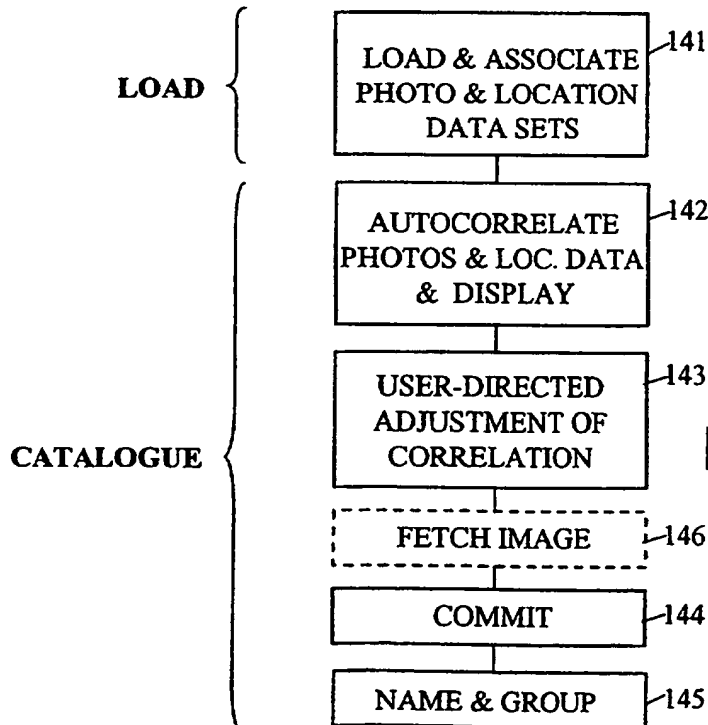 LOAD
LOAD & ASSOCIATE
PHOTO & LOCATION
DATA SETS
141
CATALOGUE
AUTOCORRELATE
PHOTOS & LOC. DATA
& DISPLAY
142
USER-DIRECTED
ADJUSTMENT OF
CORRELATION
143
FETCH IMAGE
146
COMMIT
144
NAME & GROUP
145